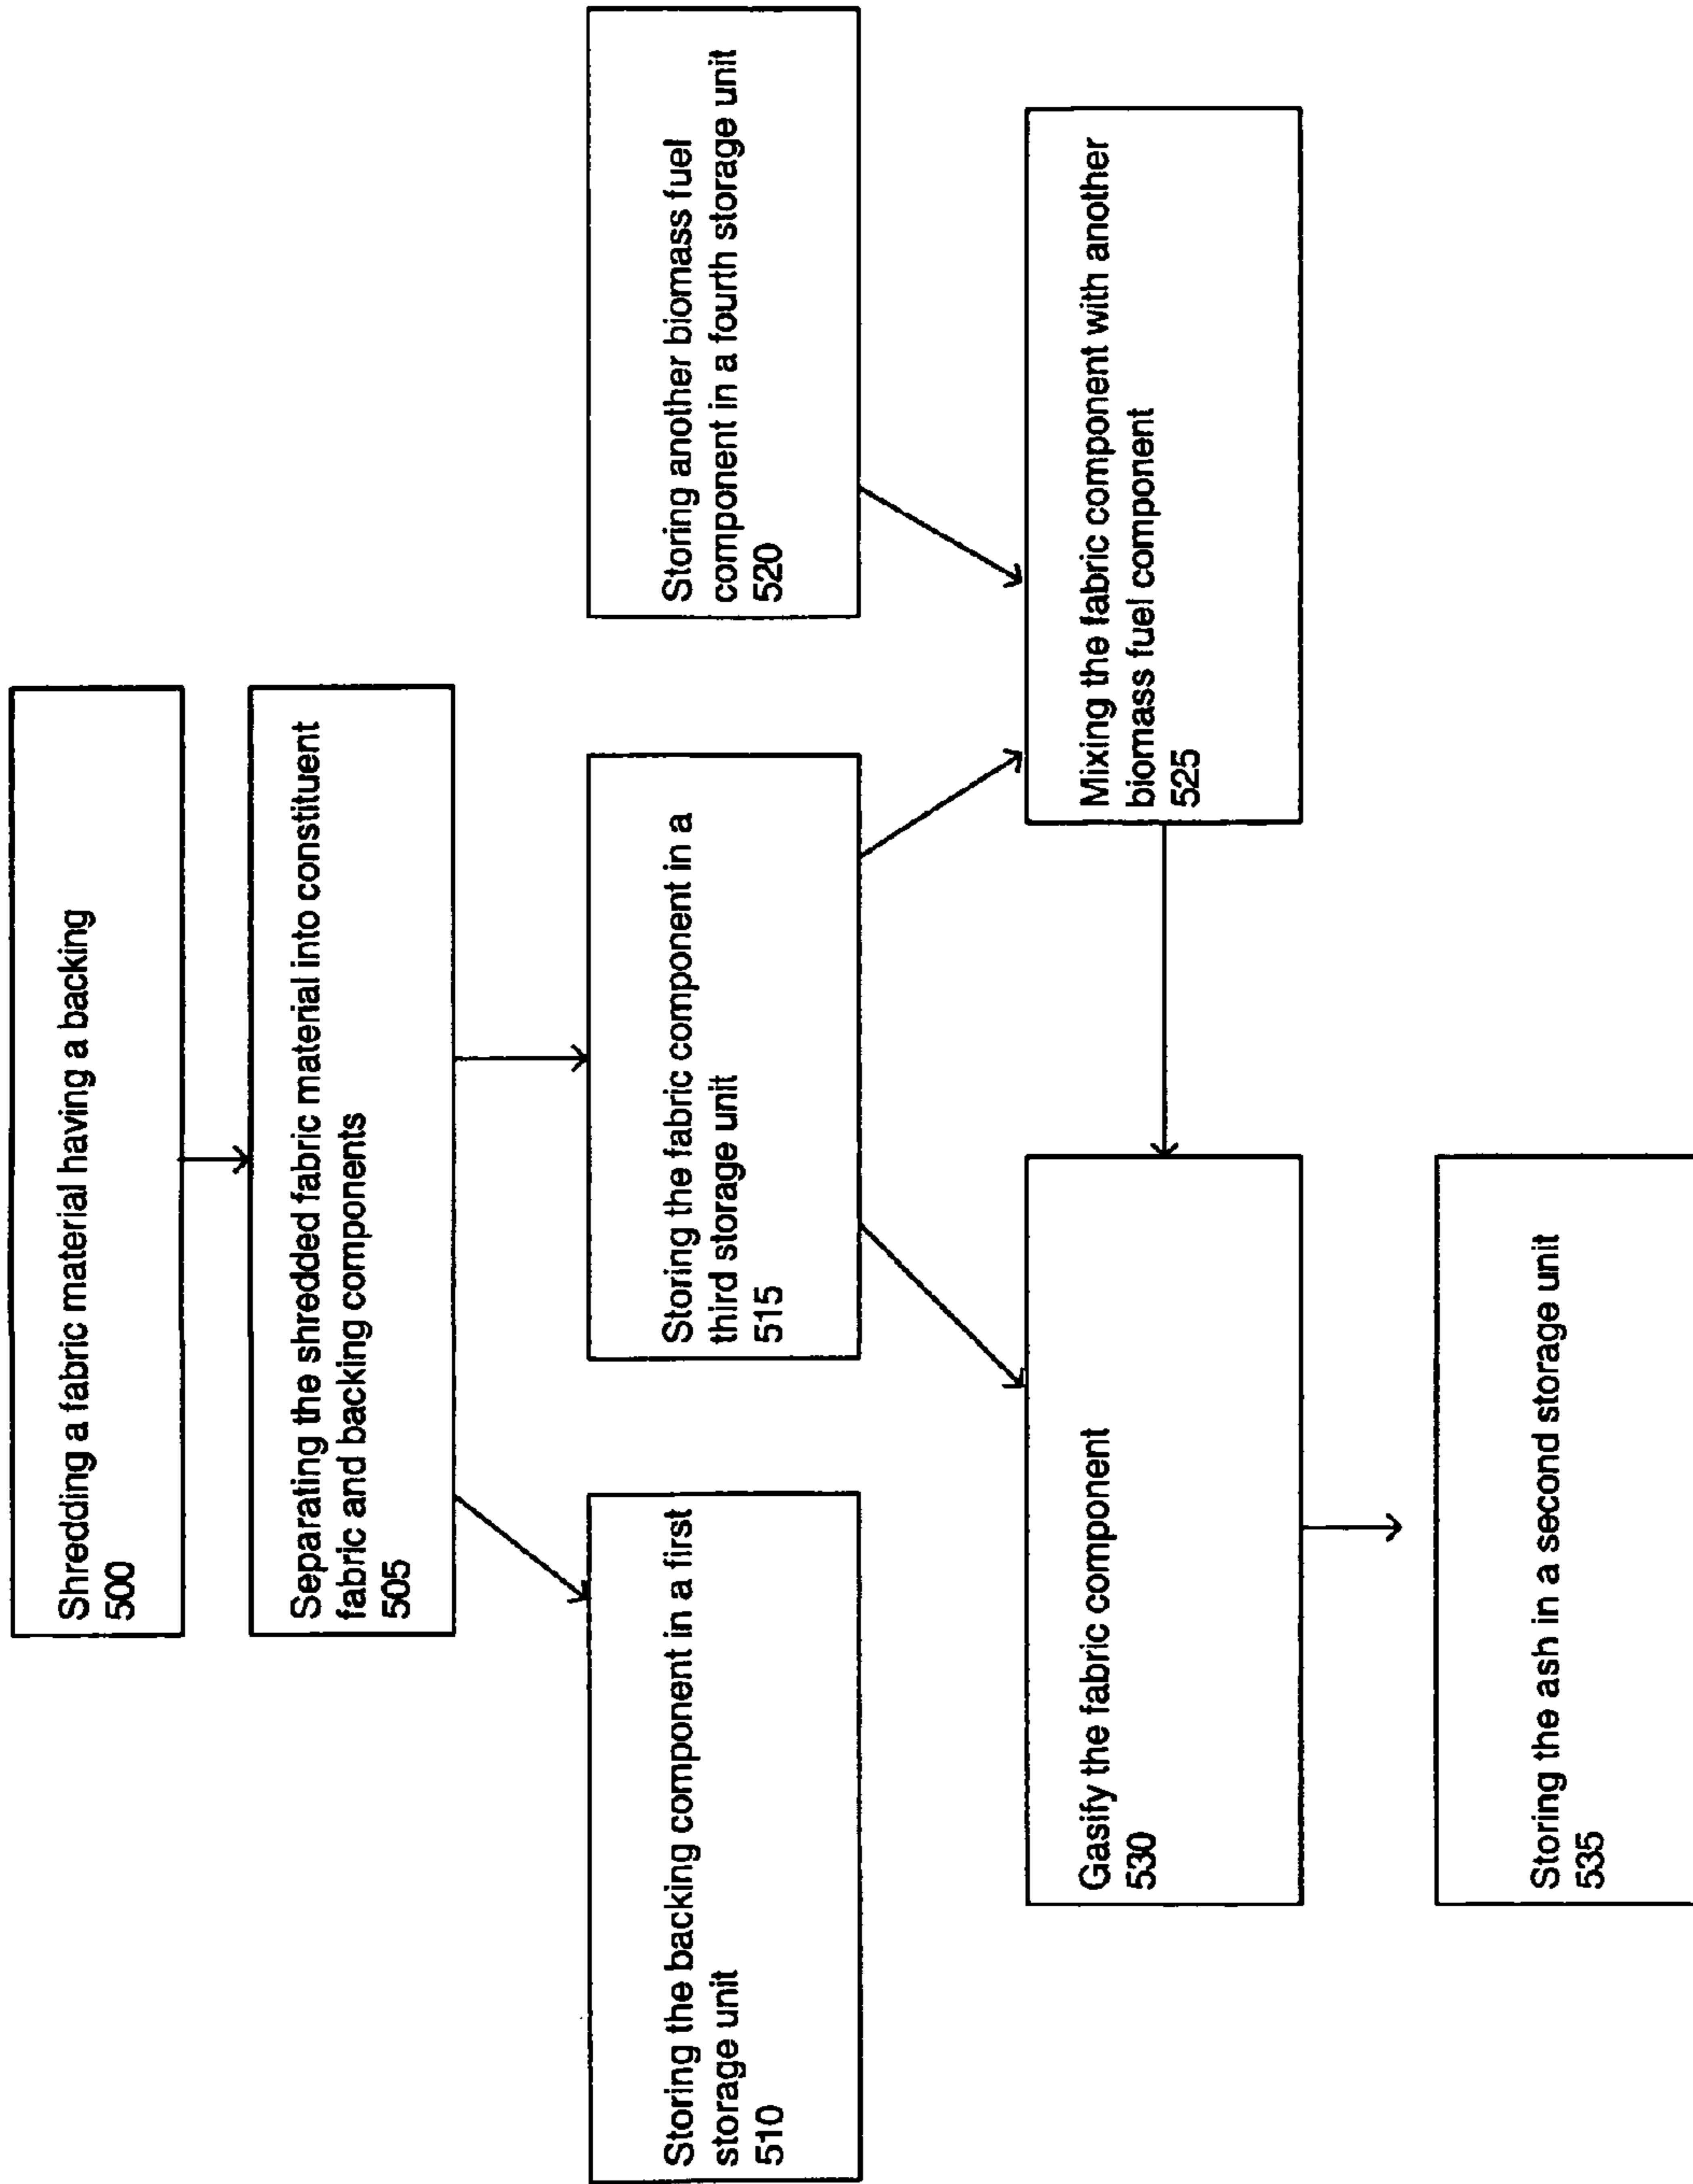 Shredding a fabric material having a backing
500
Separating the shredded fabric material into constituent
fabric and backing components
505
Storing the backing component in a first
storage unit
510
Storing the fabric component in a
third storage unit
515
Storing another biomass fuel
component in a fourth storage unit
520
Mixing the fabric component with another
biomass fuel component
525
Gasify the fabric component
530
Storing the ash in a second storage unit
535